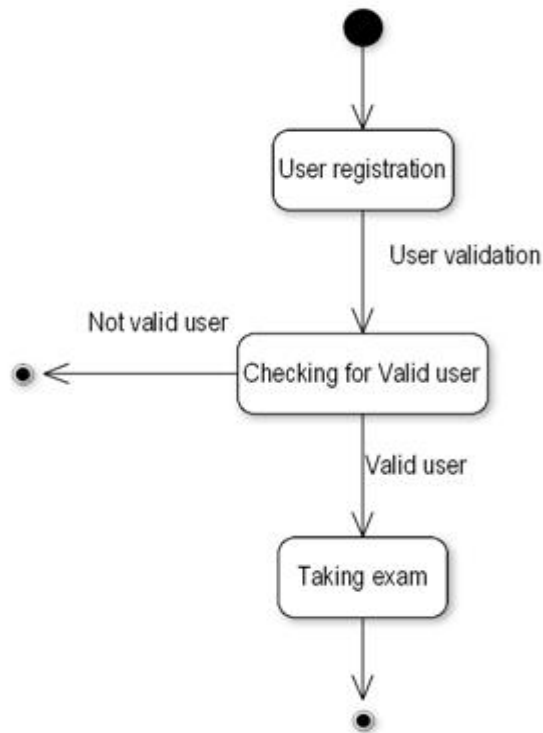 User registration
User validation
Not valid user
Checking for Valid user
Valid user
Taking exam